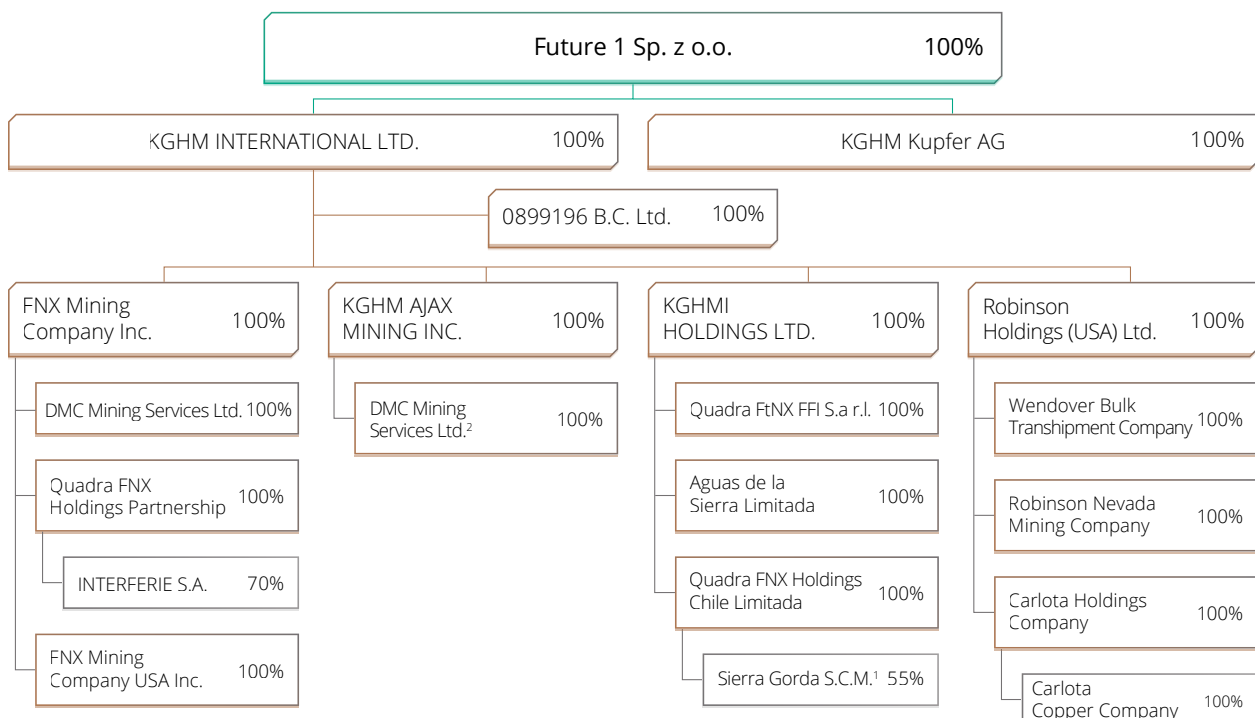 Future 1 Sp. z o.o. 100%
KGHM INTERNATIONAL LTD. 100%
KGHM Kupfer AG 100%
0899196 B.C. Ltd. 100%
FNX Mining
Company Inc. 100%
KGHM AJAX
MINING INC. 100%
KGHMI
HOLDINGS LTD. 100%
Robinson
Holdings (USA) Ltd. 100%
DMC Mining Services Ltd. 100%
Quadra FNX
Holdings Partnership 100%
INTERFERIE S.A. 70%
FNX Mining
Company USA Inc. 100%
DMC Mining
Services Ltd.² 100%
Quadra FtNX FFI S.a r.l. 100%
Aguas de la
Sierra Limitada 100%
Quadra FNX Holdings
Chile Limitada 100%
Sierra Gorda S.C.M.¹ 55%
Wendover Bulk
Transhipment Company 100%
Robinson Nevada
Mining Company 100%
Carlota Holdings
Company 100%
Carlota
Copper Company 100%